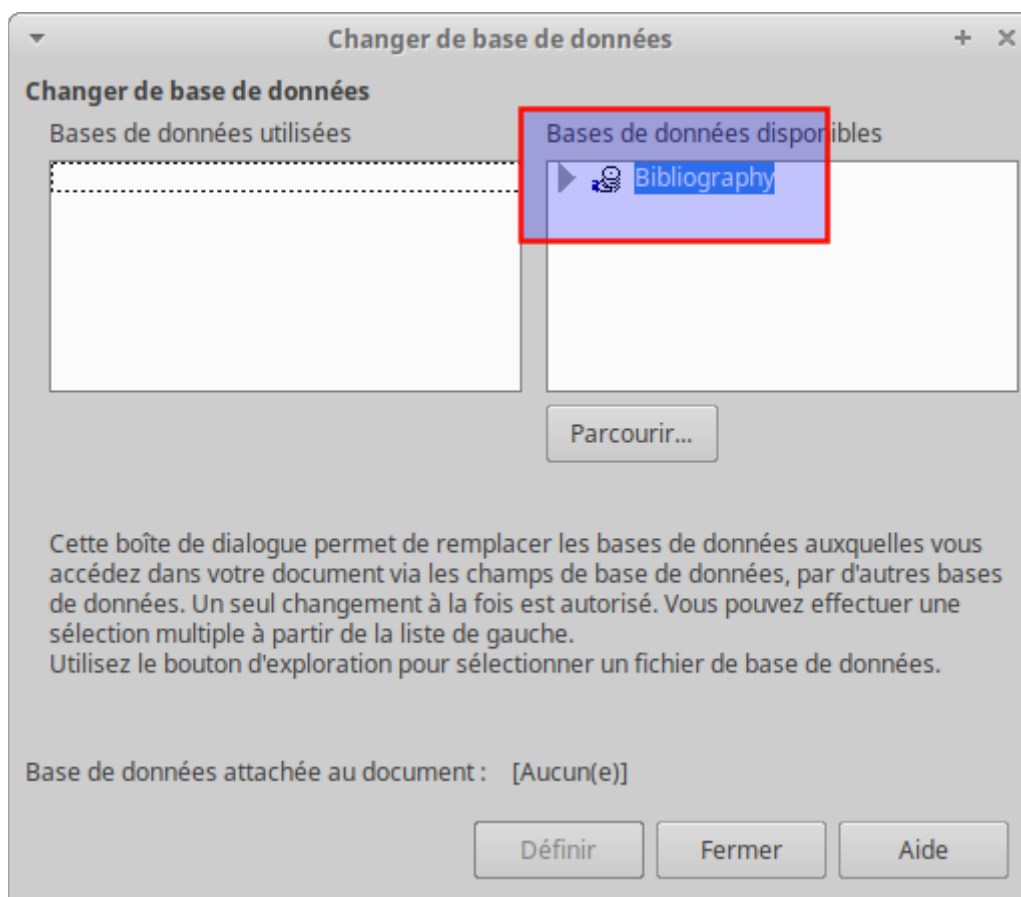 Changer de base de données
Changer de base de données
Bases de données utilisées
Bases de données disponibles
Bibliography
Parcourir...
Cette boîte de dialogue permet de remplacer les bases de données auxquelles vous
accédez dans votre document via les champs de base de données, par d'autres bases
de données. Un seul changement à la fois est autorisé. Vous pouvez effectuer une
sélection multiple à partir de la liste de gauche.
Utilisez le bouton d'exploration pour sélectionner un fichier de base de données.
Base de données attachée au document : [Aucun(e)]
Définir
Fermer
Aide